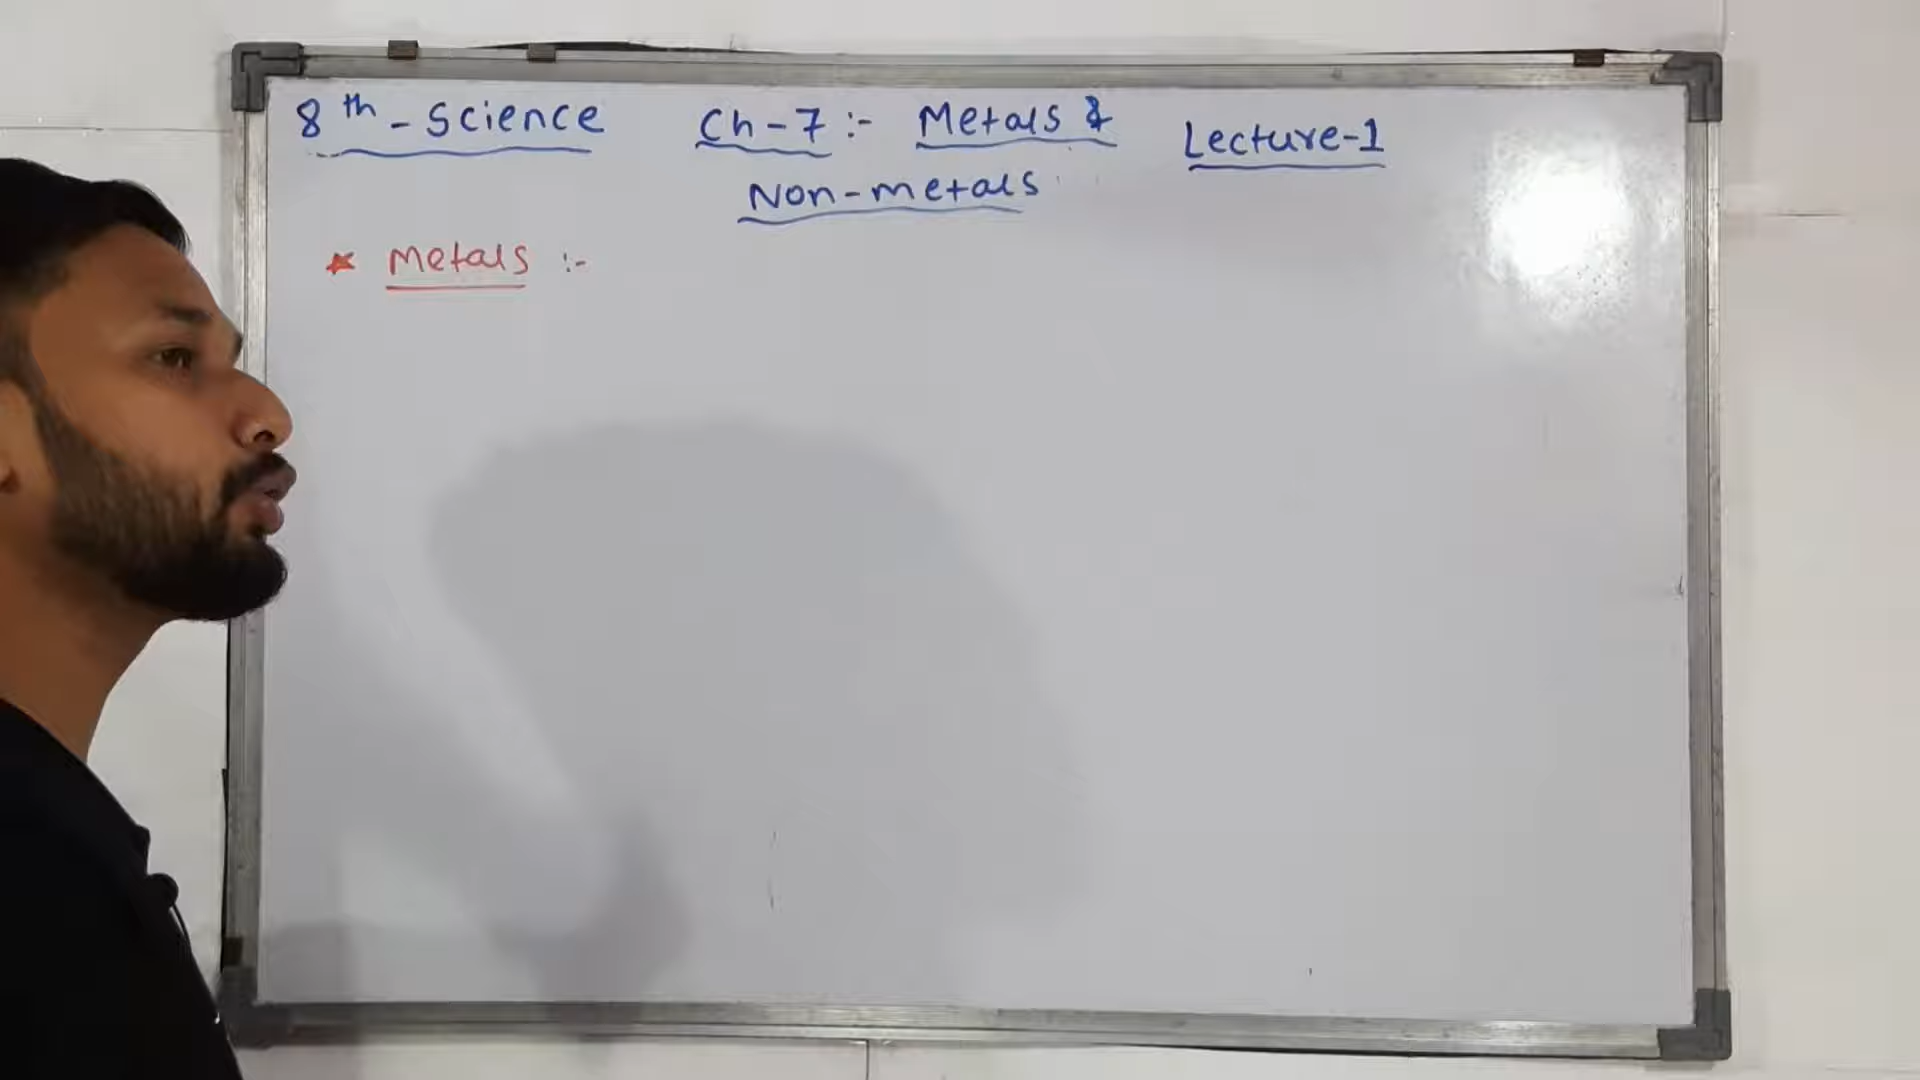 8th - Science Ch-7 :- Metals & Lecture-1
Non-metals
* Metals :-